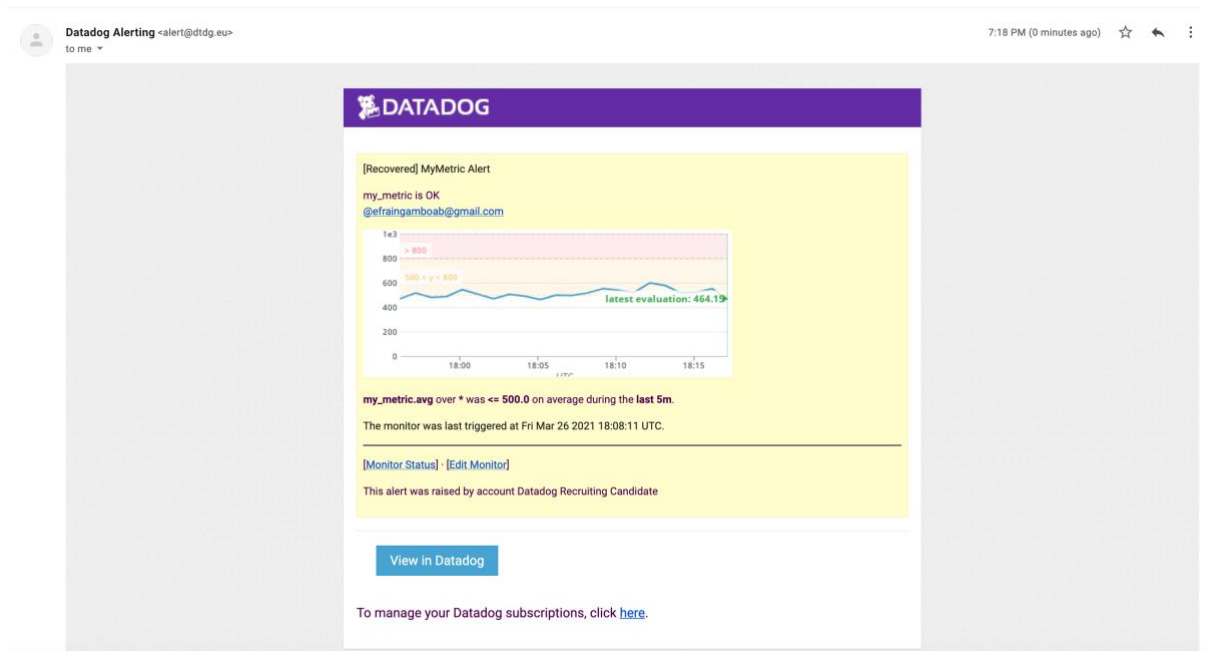 Datadog Alerting <alert@dtdg.eu>
7:18 PM (0 minutes ago)
to me
DATADOG
[Recovered] MyMetric Alert
my_metric is OK
@efraingamboab@gmail.com
1e3
> 800
800
500 < y < 800
600
latest evaluation: 464.15
400
200
0
18:00 18:05 18:10 18:15
UTC
my_metric.avg over * was <= 500.0 on average during the last 5m.
The monitor was last triggered at Fri Mar 26 2021 18:08:11 UTC.
[Monitor Status] · [Edit Monitor]
This alert was raised by account Datadog Recruiting Candidate
View in Datadog
To manage your Datadog subscriptions, click here.